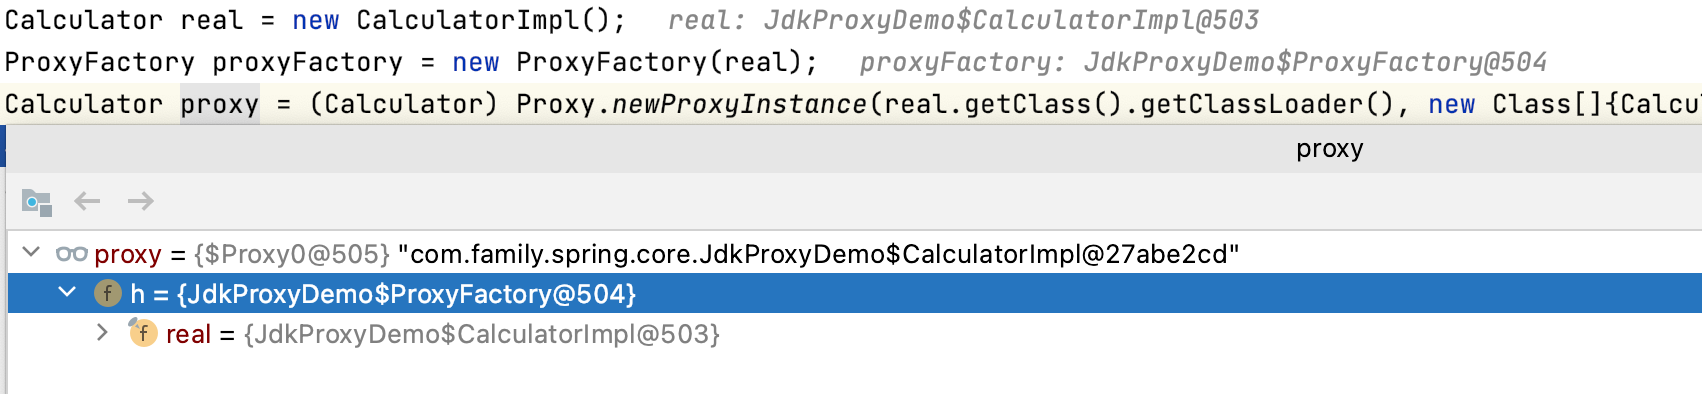 Calculator real = new CalculatorImpl();   real: JdkProxyDemo$CalculatorImpl@503
ProxyFactory proxyFactory = new ProxyFactory(real);   proxyFactory: JdkProxyDemo$ProxyFactory@504
Calculator proxy = (Calculator) Proxy.newProxyInstance(real.getClass().getClassLoader(), new Class[]{Calcul
proxy
proxy = {$Proxy0@505} "com.family.spring.core.JdkProxyDemo$CalculatorImpl@27abe2cd"
f h = {JdkProxyDemo$ProxyFactory@504}
f real = {JdkProxyDemo$CalculatorImpl@503}